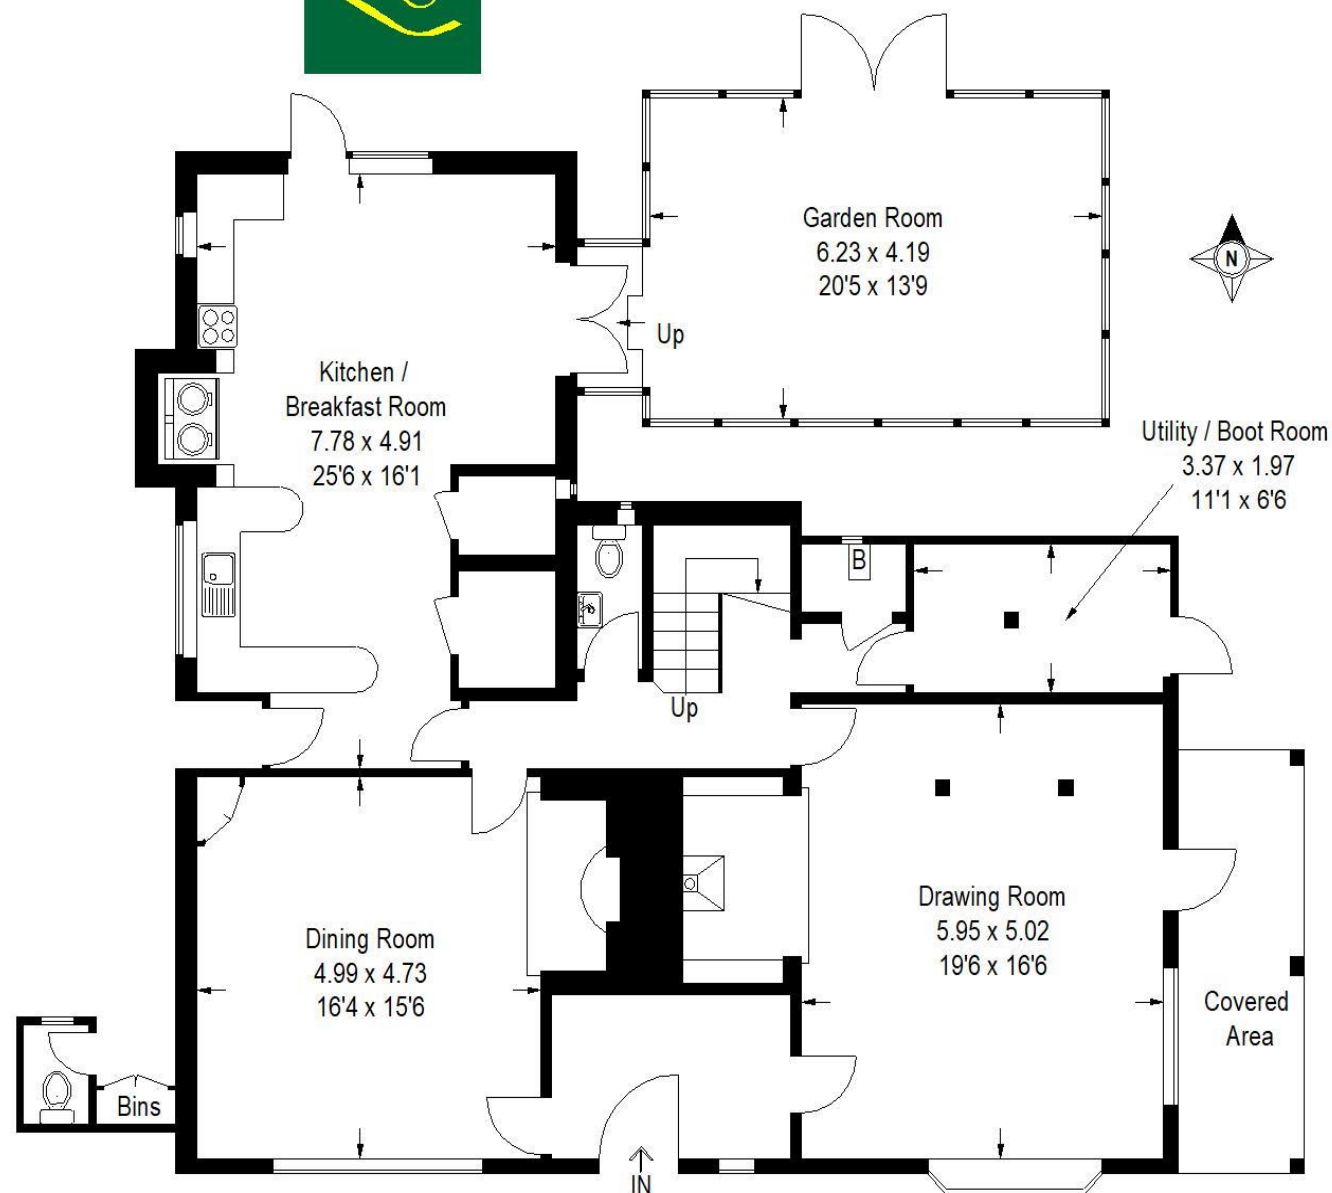 Garden Room
6.23 x 4.19
20'5 x 13'9
N
Up
Kitchen /
Breakfast Room
7.78 x 4.91
25'6 x 16'1
Utility / Boot Room
3.37 x 1.97
11'1 x 6'6
B
Up
Drawing Room
5.95 x 5.02
19'6 x 16'6
Dining Room
4.99 x 4.73
16'4 x 15'6
Covered
Area
Bins
IN